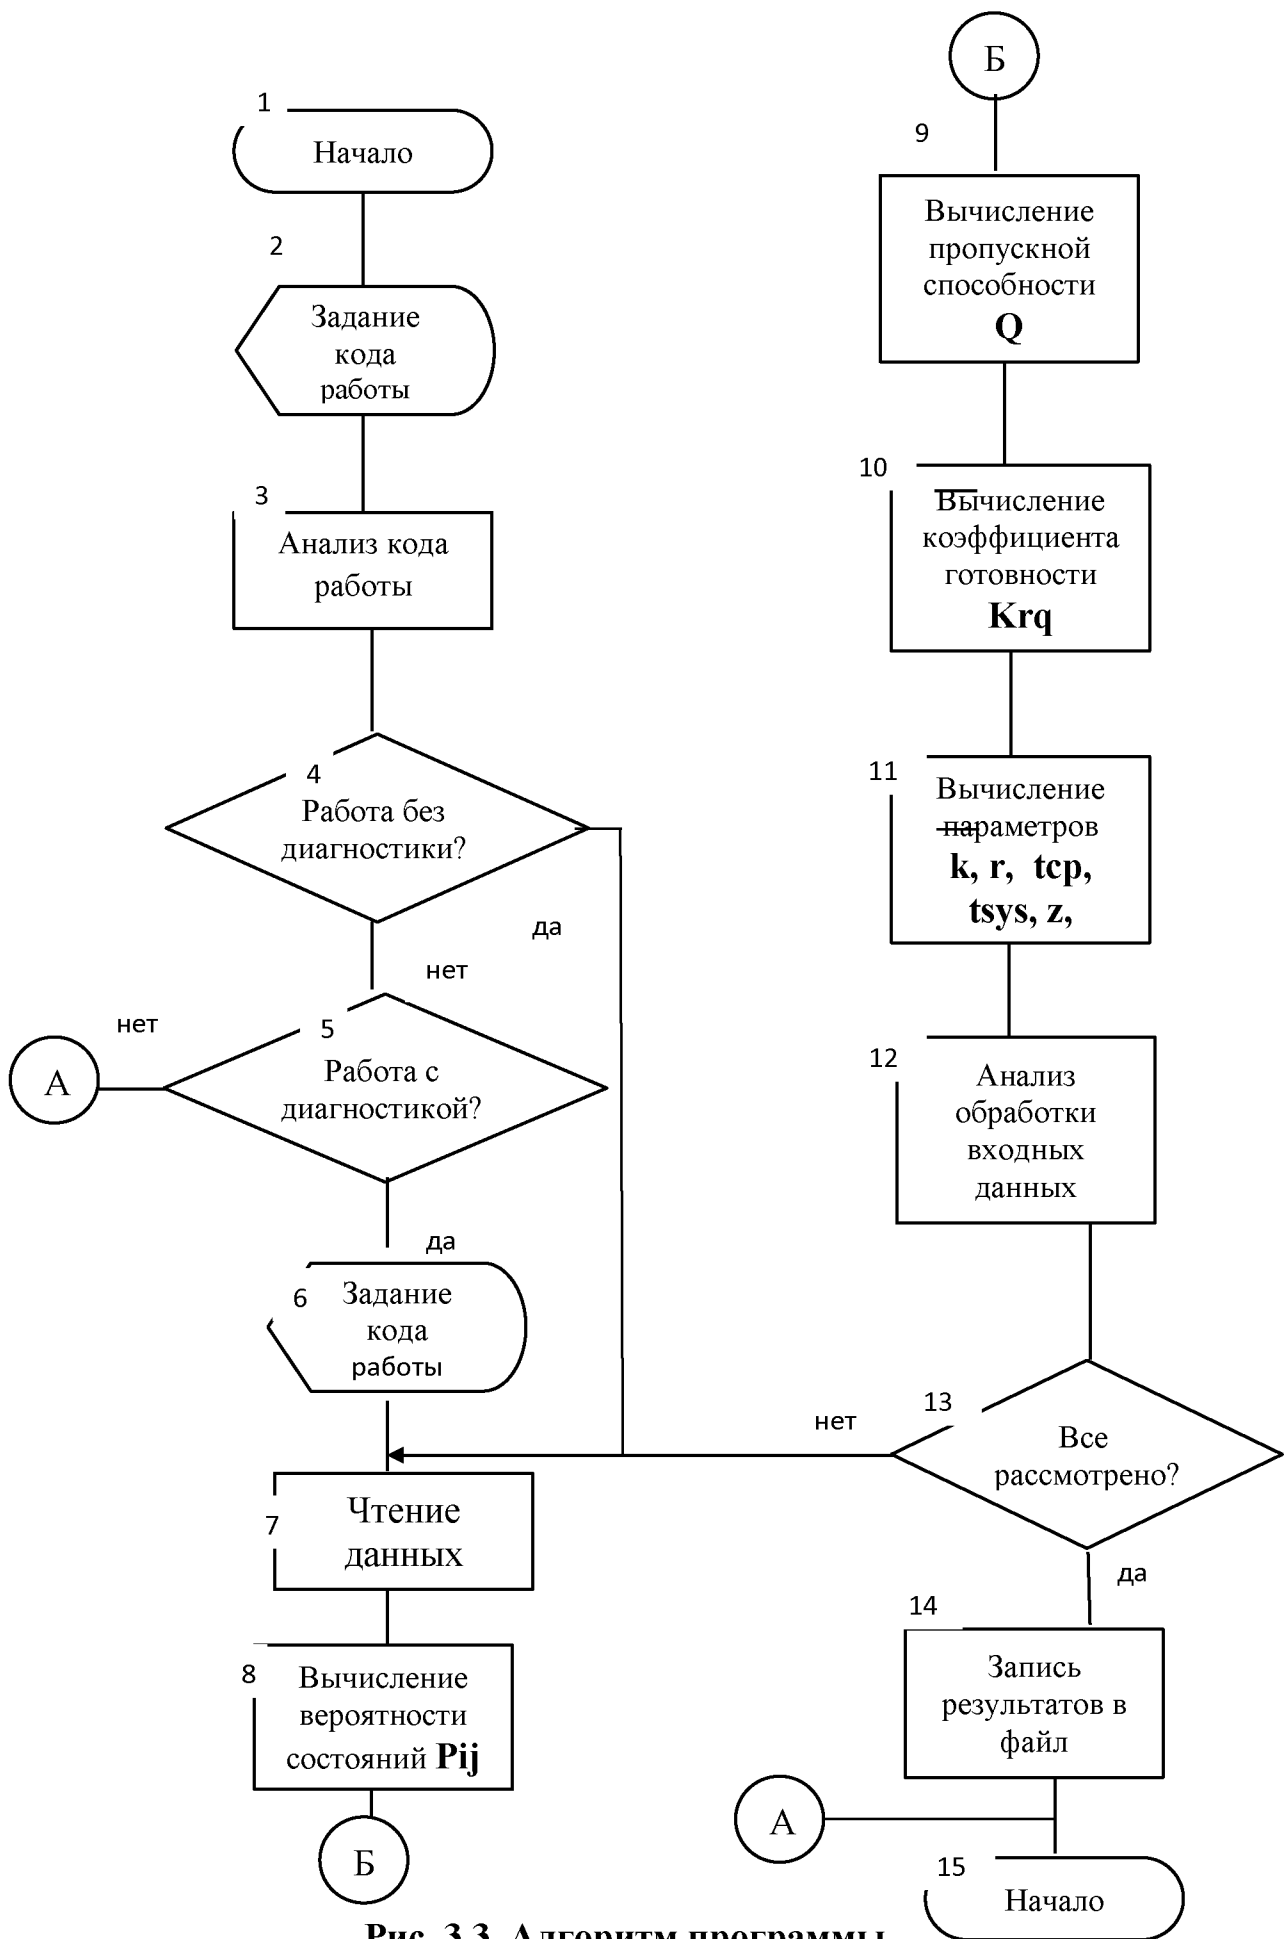 1
Начало
2
Задание
кода
работы
3
Анализ кода
работы
4
Работа без
диагностики?
да
нет
нет
А
5
Работа с
диагностикой?
да
6
Задание
кода
работы
7
Чтение
данных
8
Вычисление
вероятности
состояний Pij
Б
Б
9
Вычисление
пропускной
способности
Q
10
Вычисление
коэффициента
готовности
Krq
11
Вычисление
параметров
k, r, tcp,
tsys, z,
12
Анализ
обработки
входных
данных
13
нет
Все
рассмотрено?
да
14
Запись
результатов в
файл
А
15
Начало
Рис. 3.3. Алгоритм программы